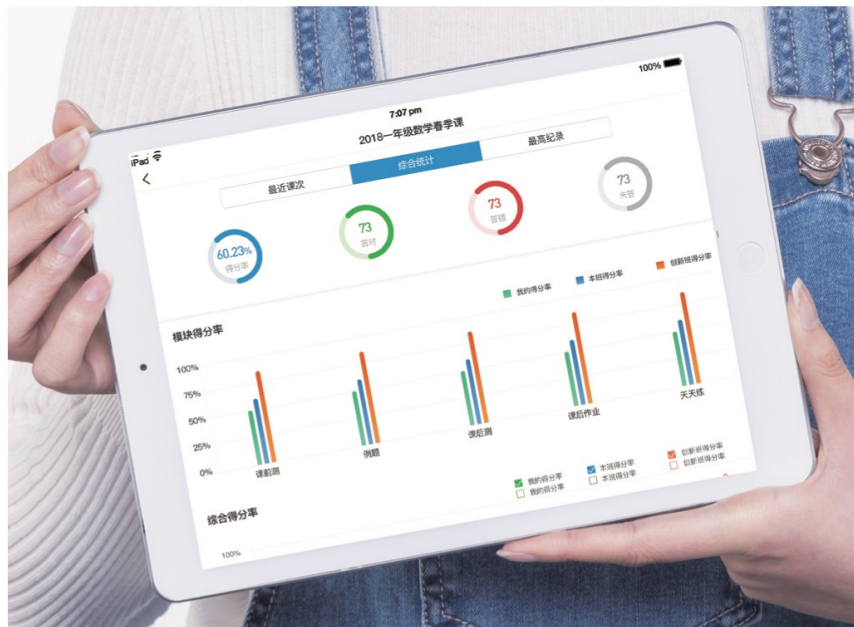 iPad
7:07 pm
100%
2018一年级数学春季课
最近课次
综合统计
最高纪录
60.23%
得分率
73
答对
73
答错
73
未答
模块得分率
我的得分率
本班得分率
创新班得分率
100%
75%
50%
25%
0%
课前测
例题
课后测
课后作业
天天练
综合得分率
我的得分率
本班得分率
创新班得分率
我的得分率
本班得分率
创新班得分率
100%